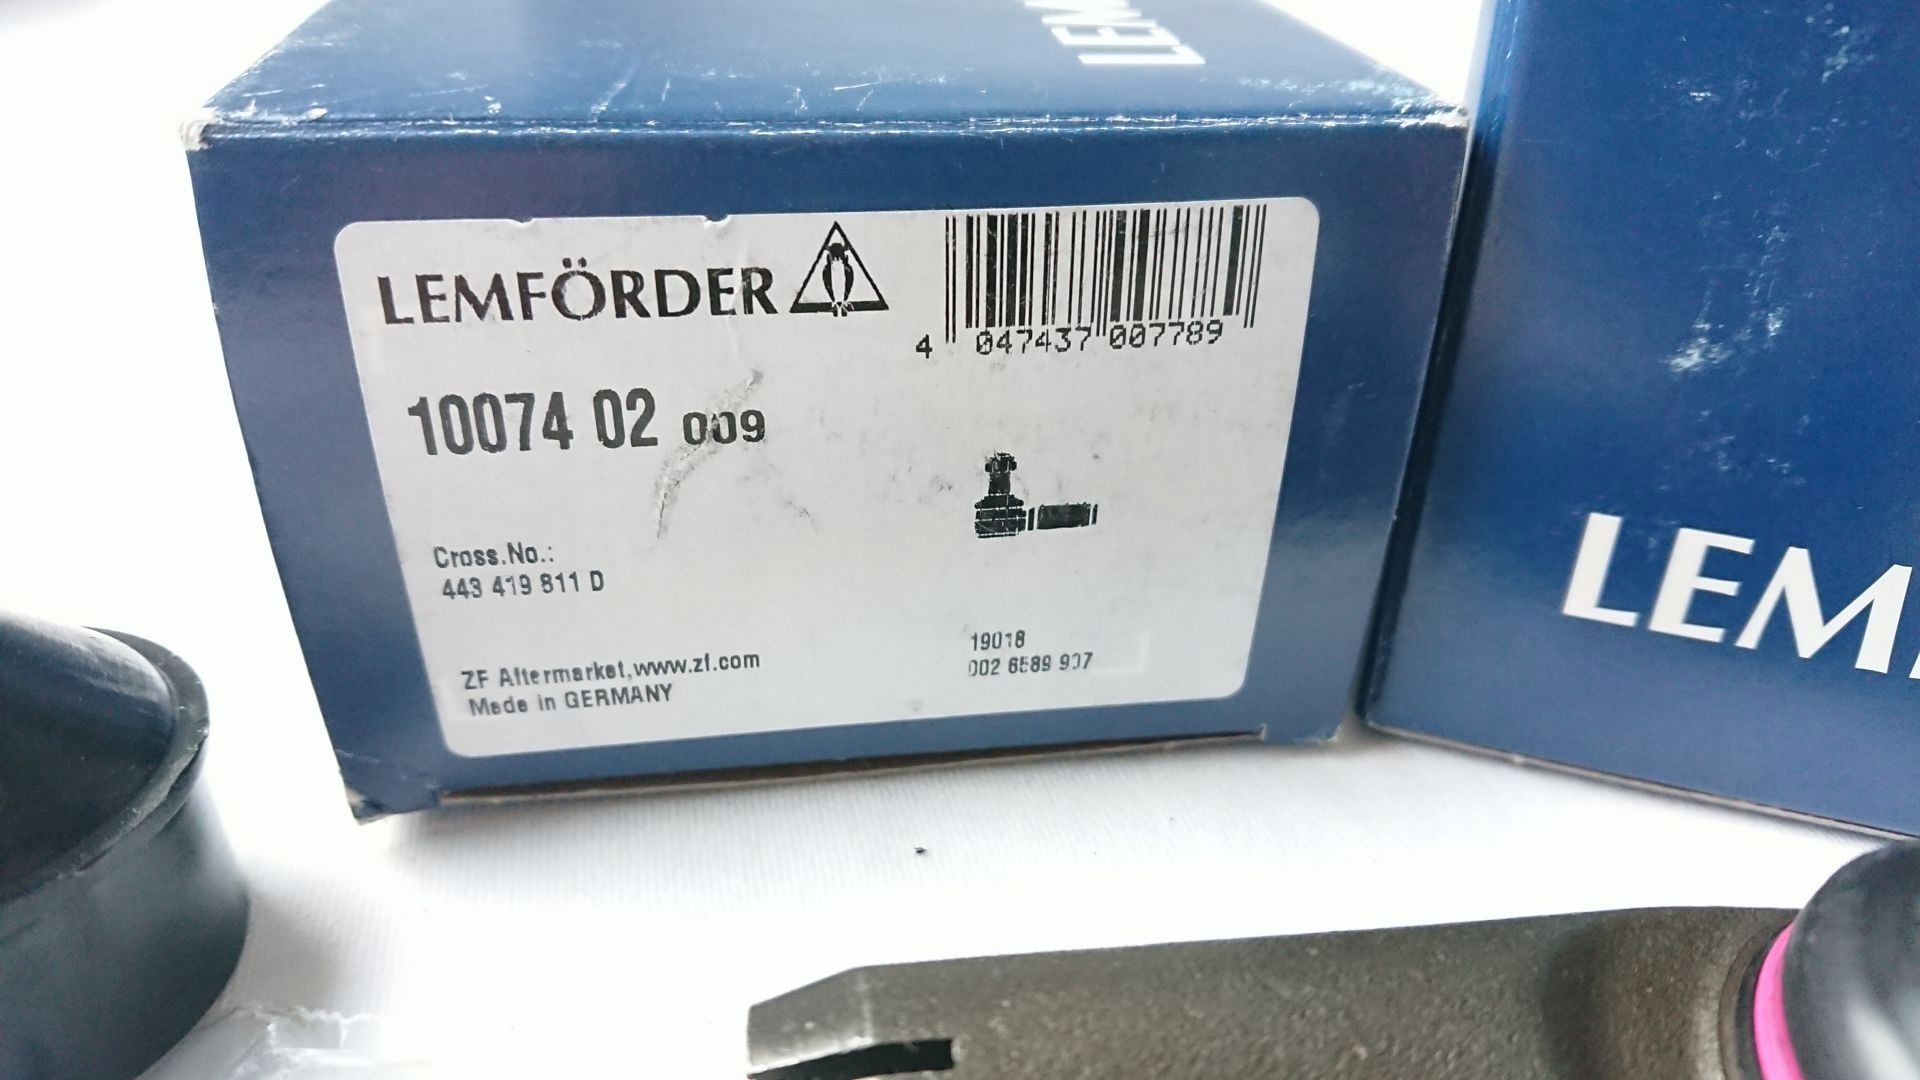 LEM
LEMFÖRDER
4 047437 007789
10074 02 009
Cross.No.:
443 419 811 D
19018
002 6589 907
ZF Aftermarket,www.zf.com
Made in GERMANY
LEM